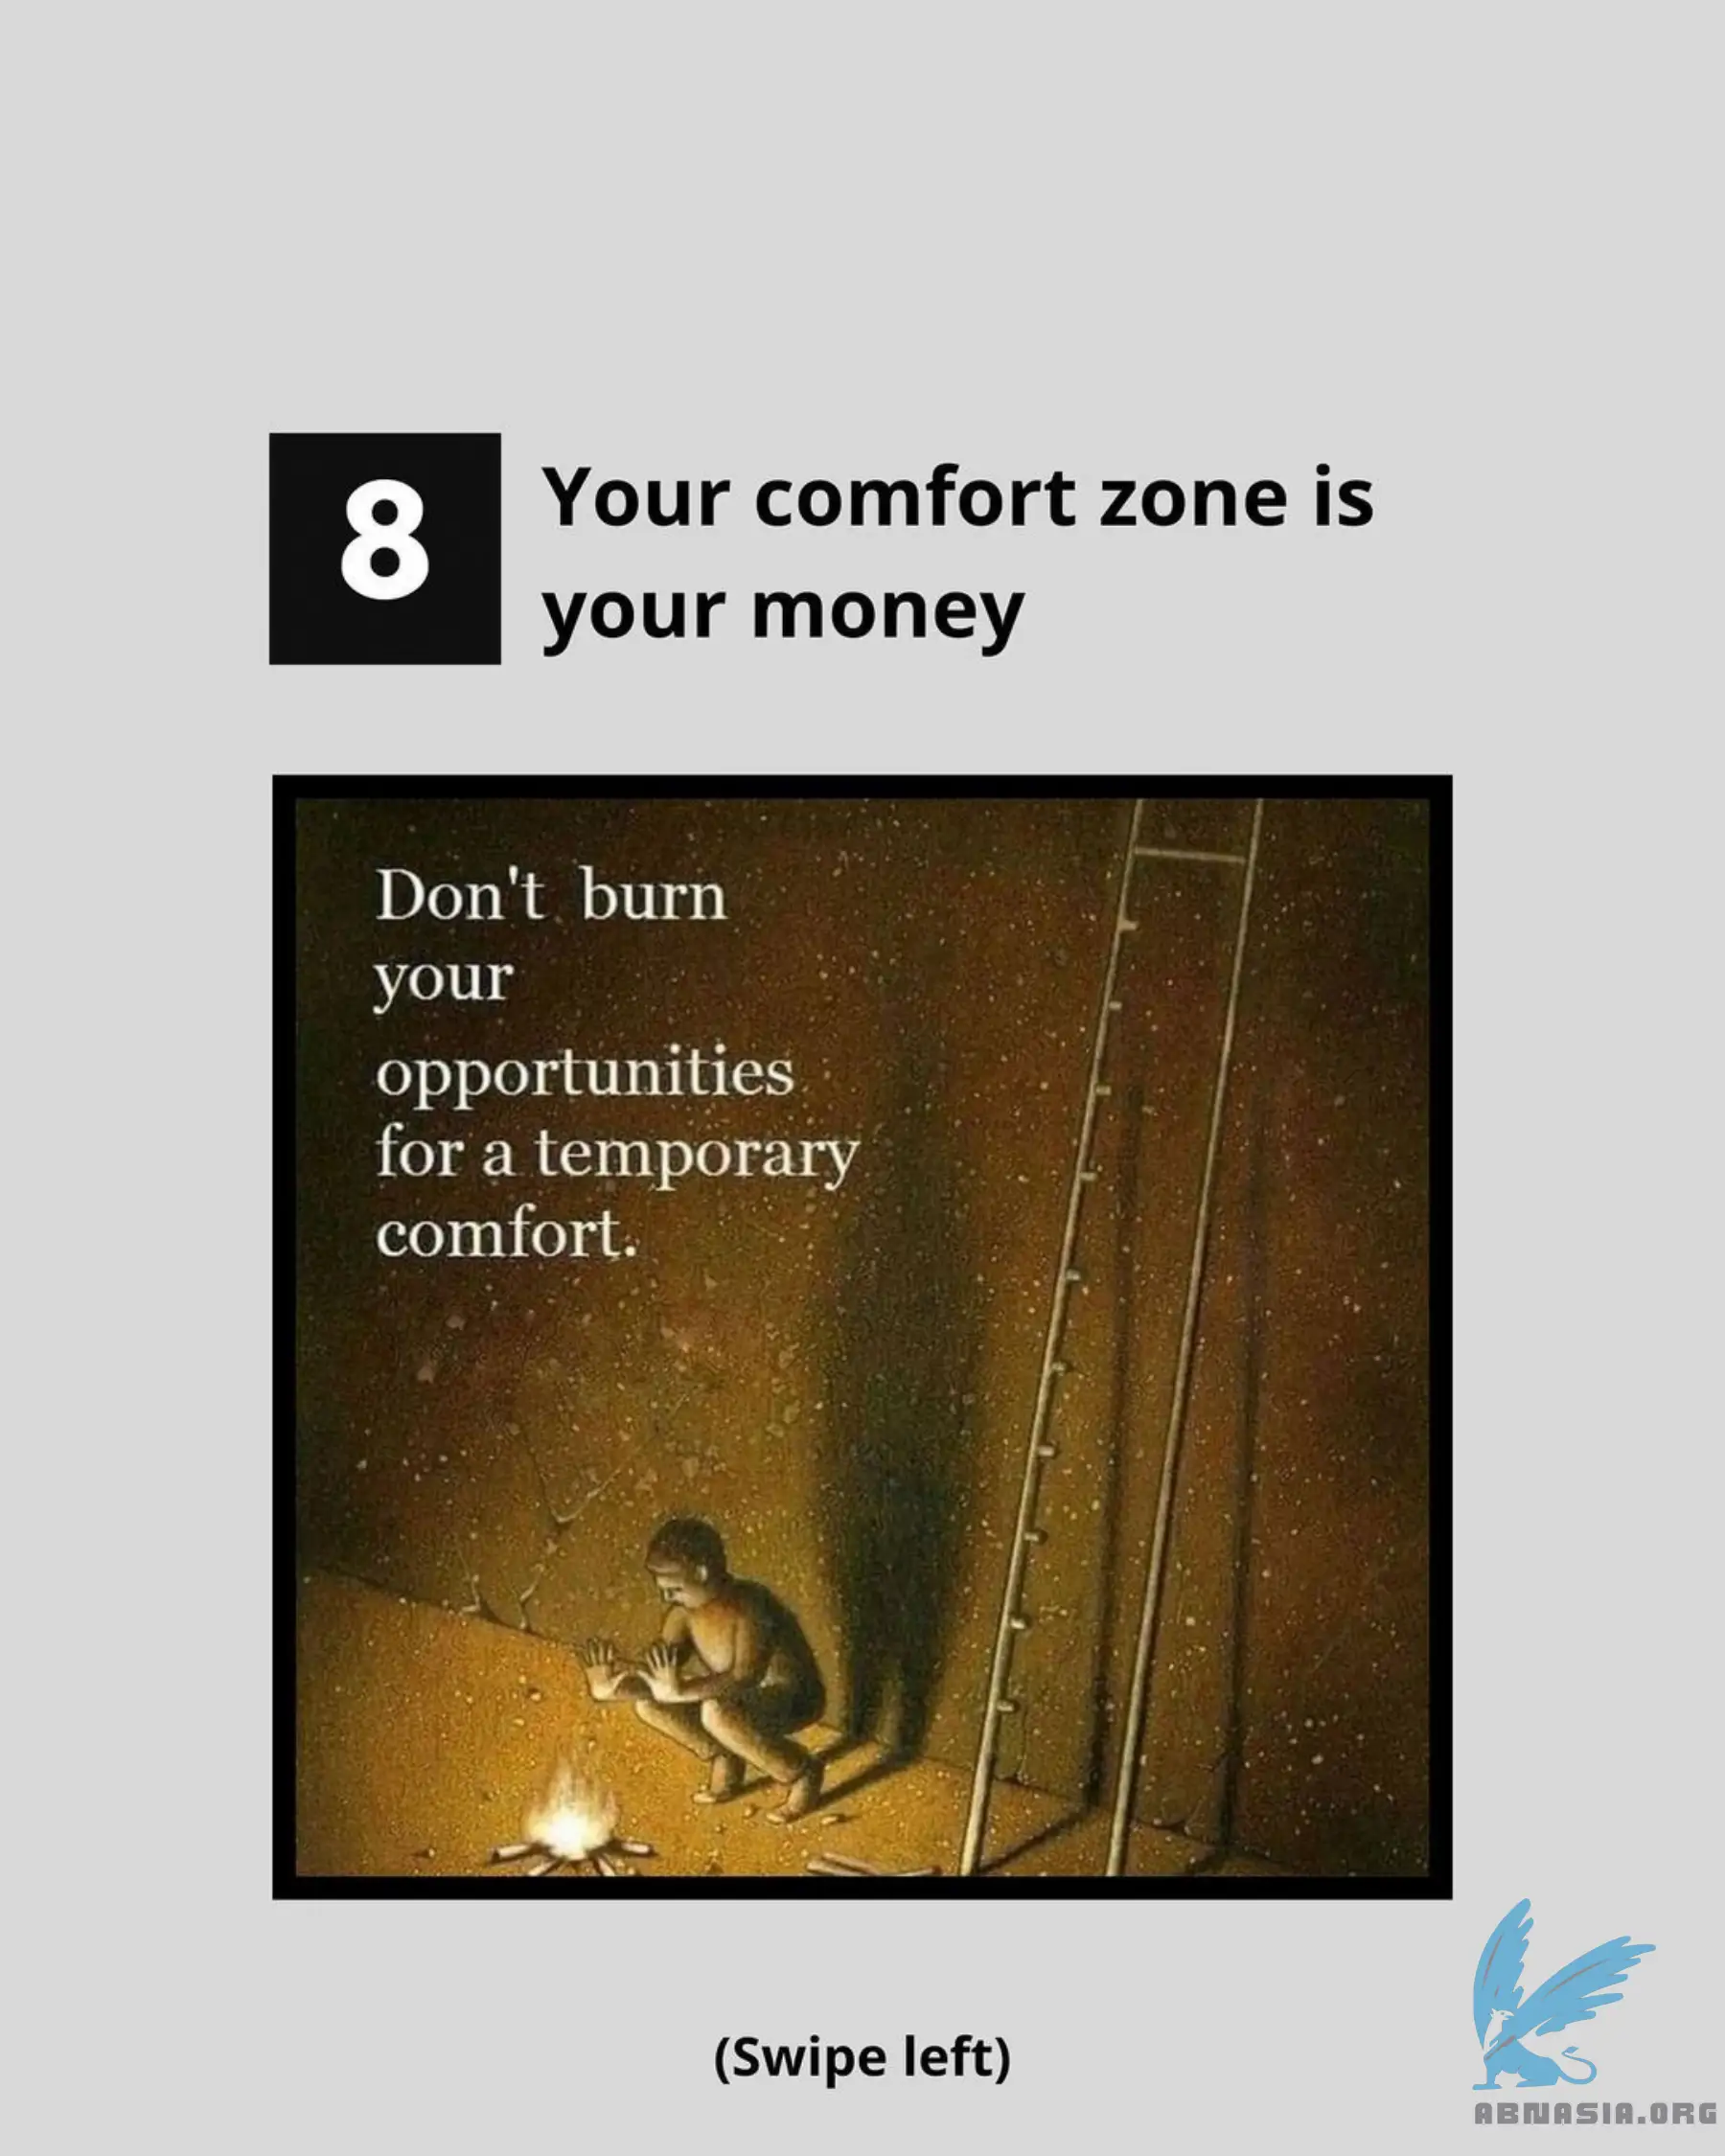 8
Your comfort zone is
your money
Don't burn
your
opportunities
for a temporary
comfort.
(Swipe left)
ABNASIA.ORG